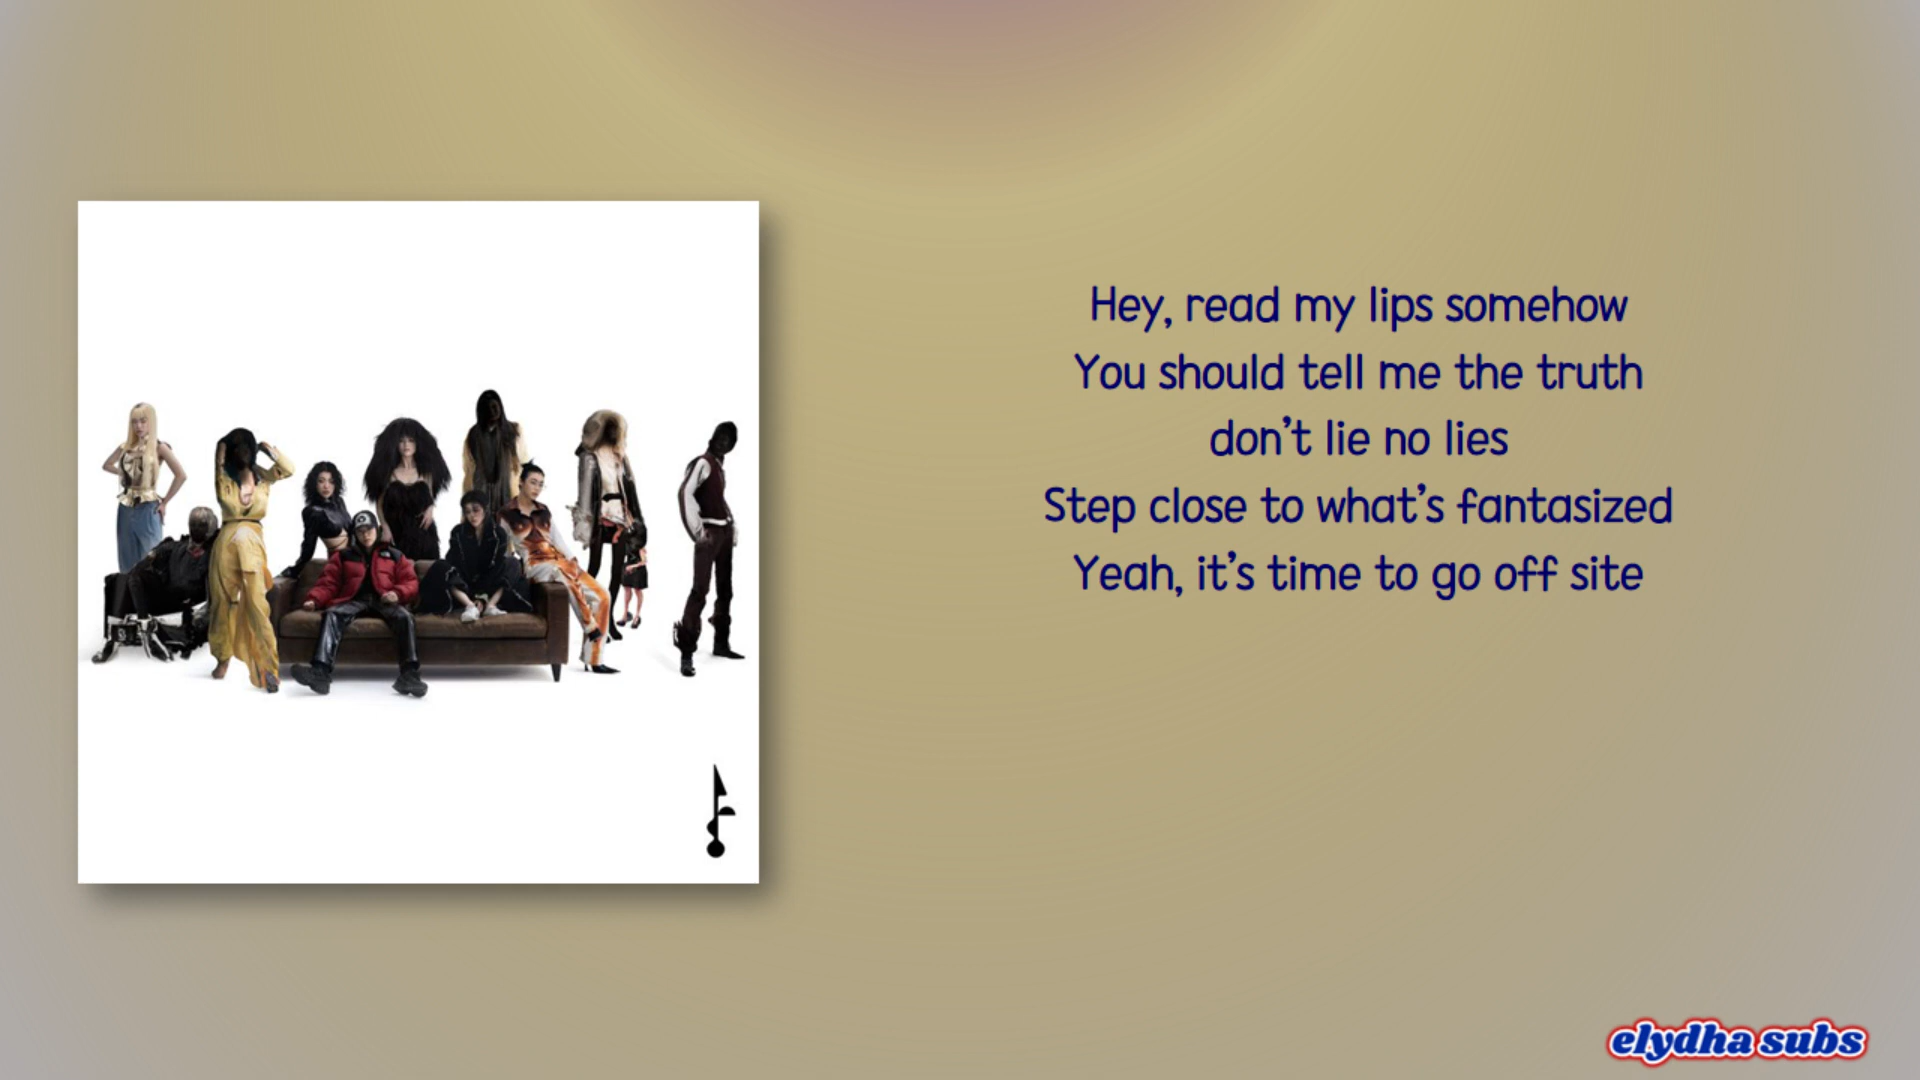 Hey, read my lips somehow
You should tell me the truth
don't lie no lies
Step close to what's fantasized
Yeah, it's time to go off site
elydha subs